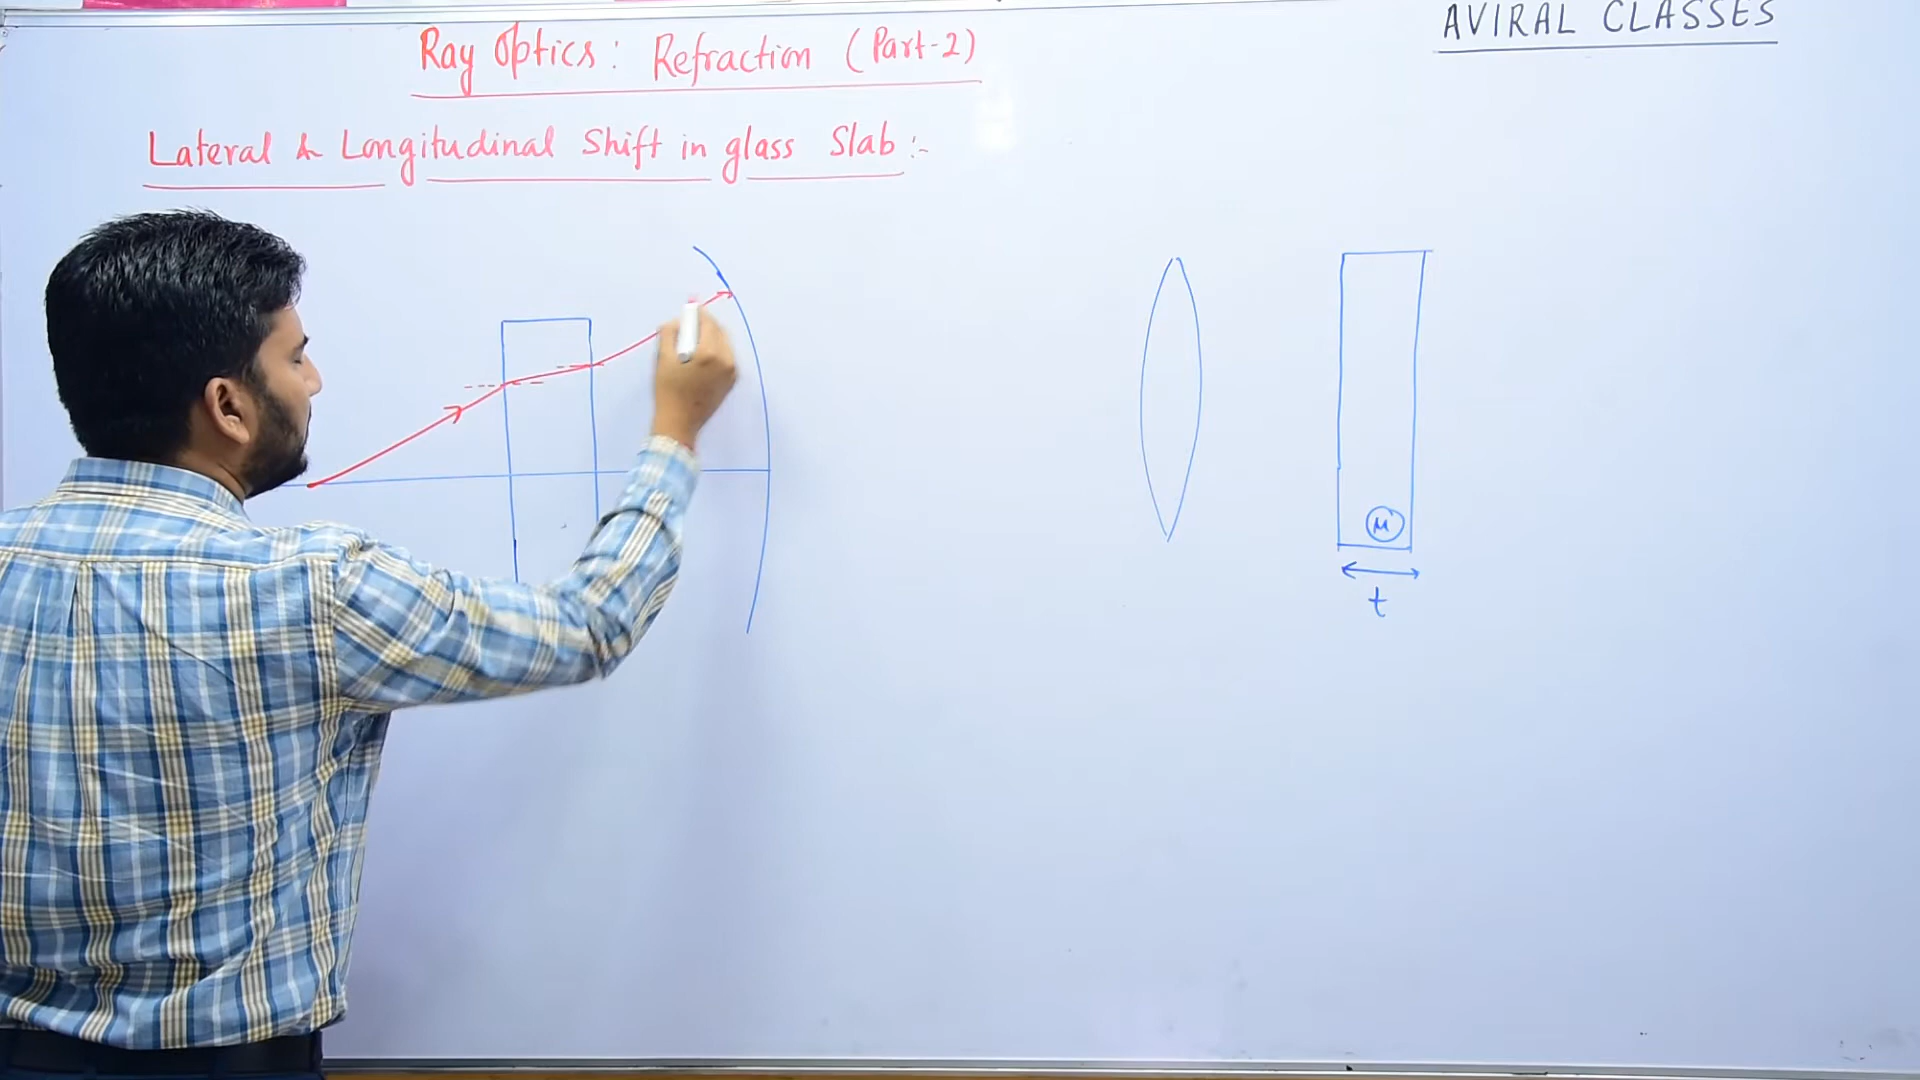 AVIRAL CLASSES
Ray Optics: Refraction (Part-2)
Lateral & Longitudinal Shift in glass Slab :-
μ
t